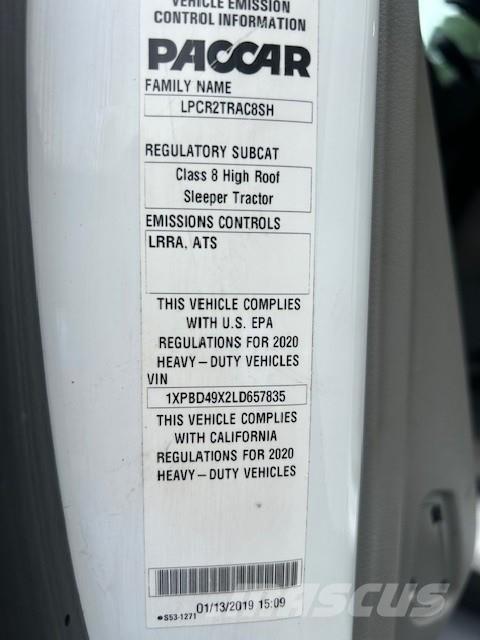 VEHICLE EMISSION
CONTROL INFORMATION
PACCAR
FAMILY NAME
LPCR2TRAC8SH
REGULATORY SUBCAT
Class 8 High Roof
Sleeper Tractor
EMISSIONS CONTROLS
LRRA, ATS
THIS VEHICLE COMPLIES
WITH U.S. EPA
REGULATIONS FOR 2020
HEAVY-DUTY VEHICLES
VIN
1XPBD49X2LD657835
THIS VEHICLE COMPLIES
WITH CALIFORNIA
REGULATIONS FOR 2020
HEAVY-DUTY VEHICLES
01/13/2019 15:09
S53-1271
MASCUS